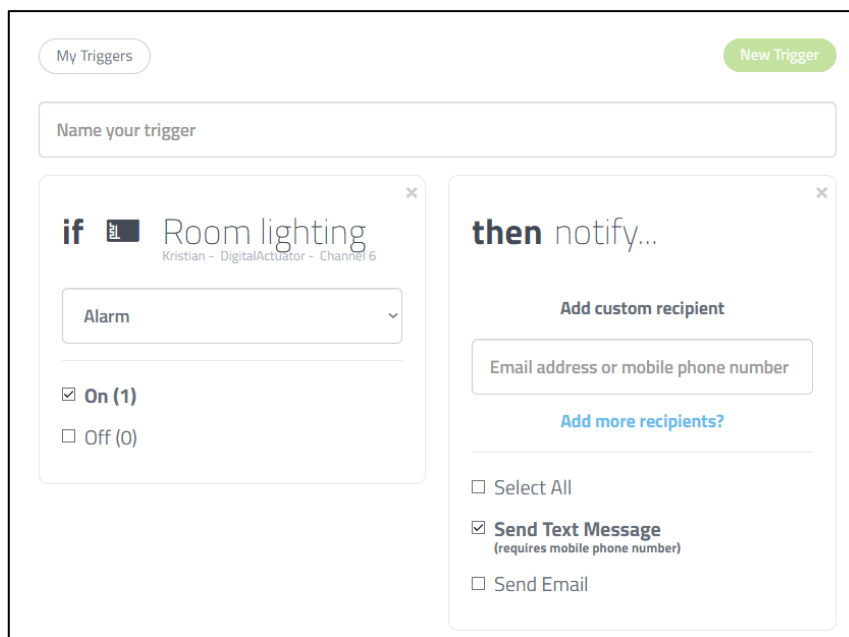 My Triggers
New Trigger
Name your trigger
if Room lighting
Kristian - DigitalActuator - Channel 6
Alarm
On (1)
Off (0)
then notify...
Add custom recipient
Email address or mobile phone number
Add more recipients?
Select All
Send Text Message
(requires mobile phone number)
Send Email